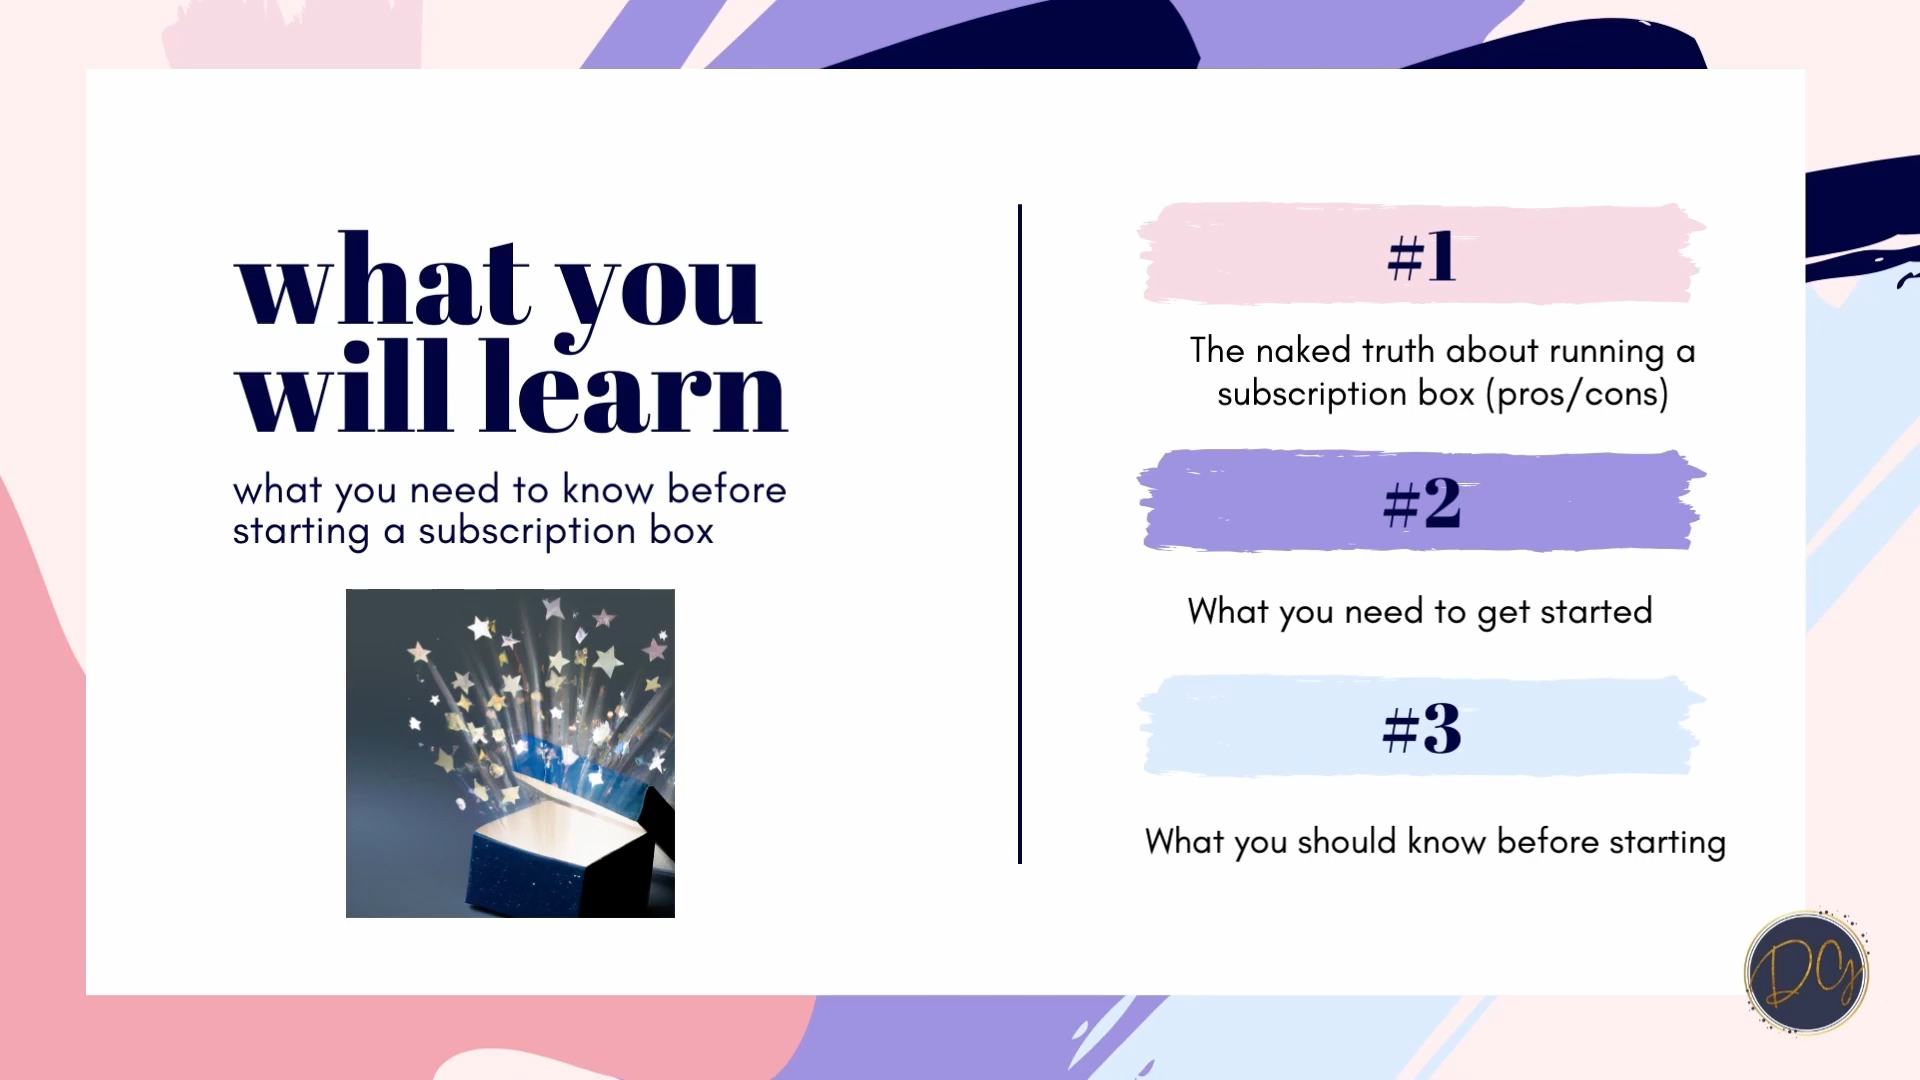 what you
will learn
what you need to know before
starting a subscription box
#1
The naked truth about running a
subscription box (pros/cons)
#2
What you need to get started
#3
What you should know before starting
DG